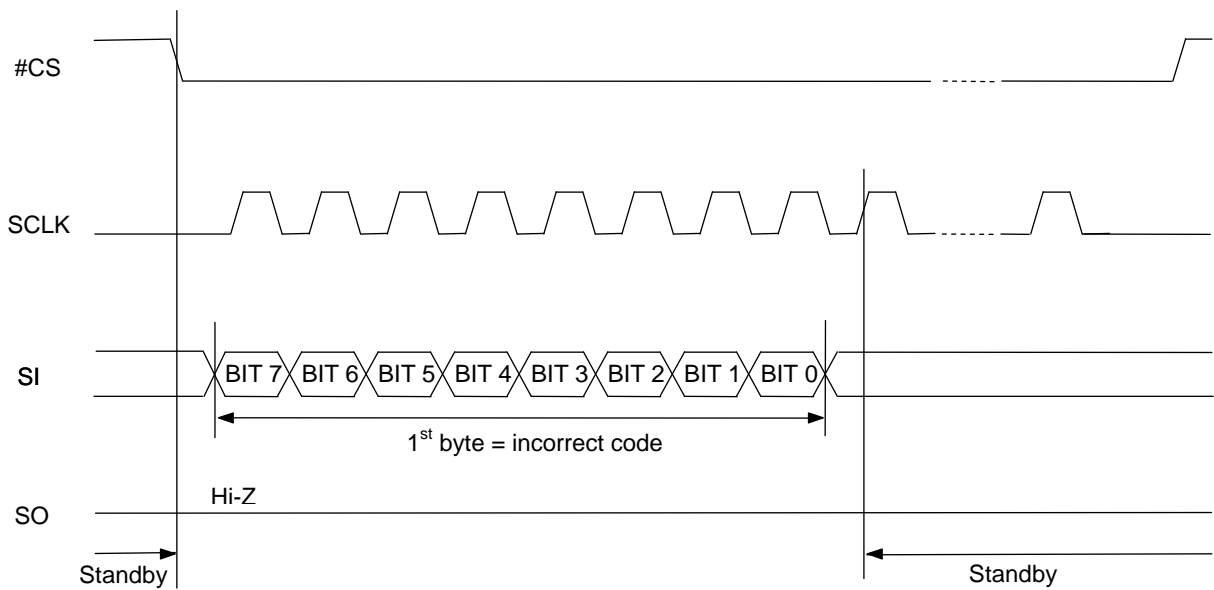 #CS
SCLK
SI
BIT 7 BIT 6 BIT 5 BIT 4 BIT 3 BIT 2 BIT 1 BIT 0
1st byte = incorrect code
Hi-Z
SO
Standby
Standby